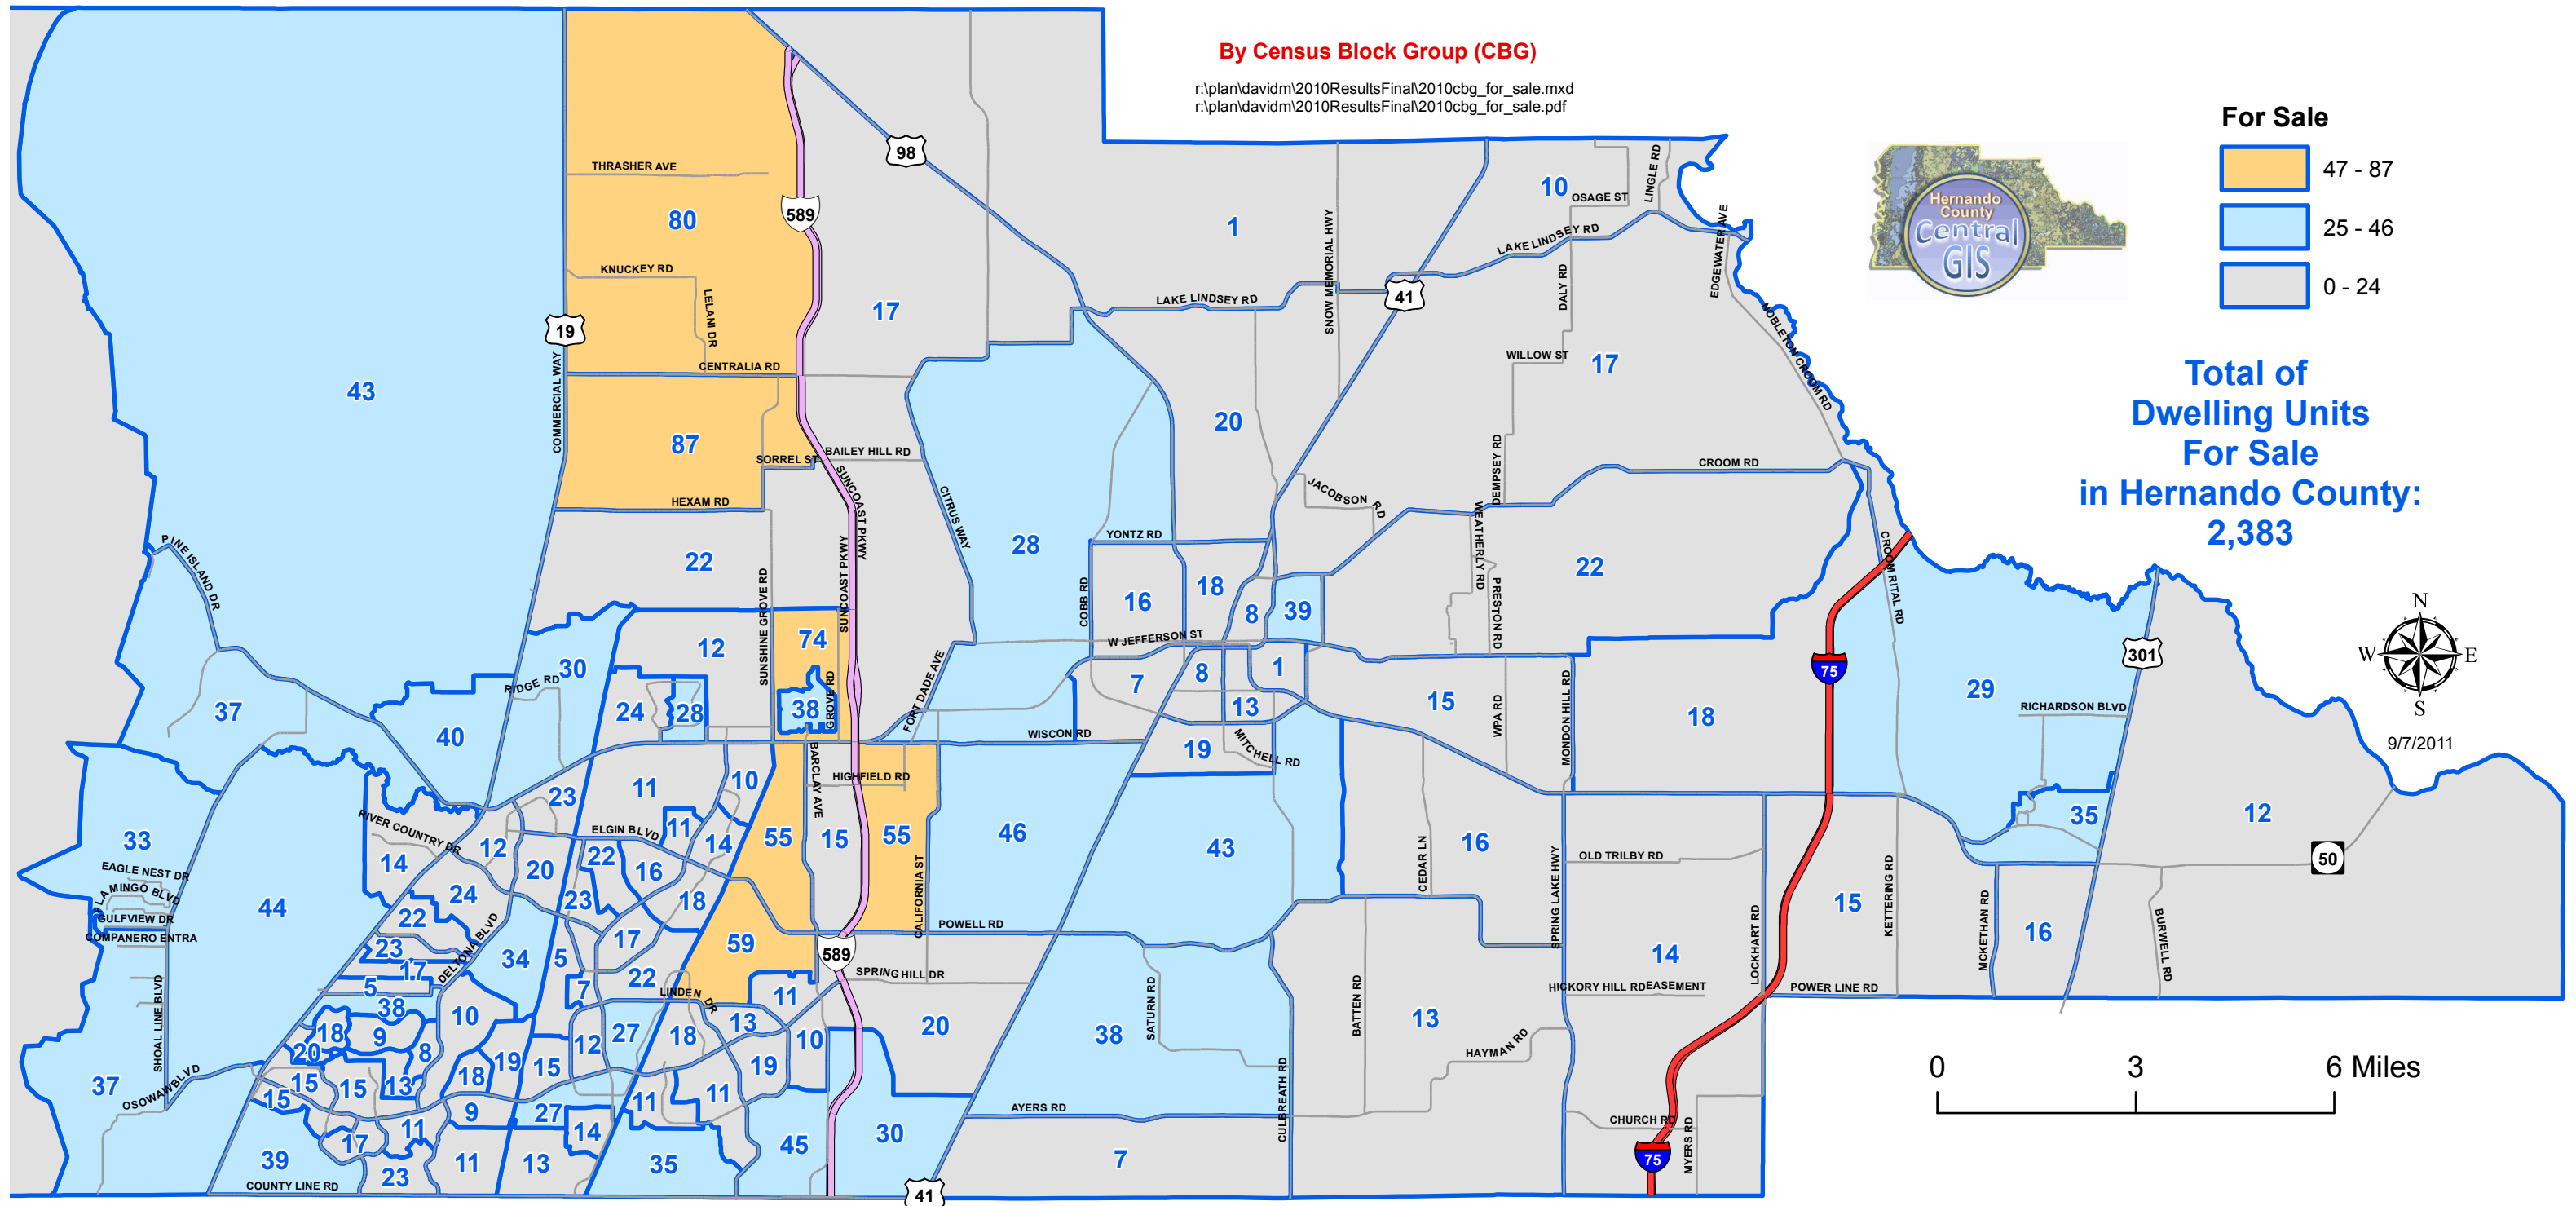 By Census Block Group (CBG)
r:\plan\davidm\2010ResultsFinal\2010cbg_for_sale.mxd
r:\plan\davidm\2010ResultsFinal\2010cbg_for_sale.pdf
For Sale
47 - 87
25 - 46
0 - 24
Hernando
County
Central
GIS
Total of
Dwelling Units
For Sale
in Hernando County:
2,383
N
W E
S
9/7/2011
0 3 6 Miles
98
THRASHER AVE
LINGLE RD
10
OSAGE ST
589
80
1
SNOW MEMORIAL HWY
LAKE LINDSEY RD
EDGEWATER AVE
KNUCKEY RD
LELANI DR
17
LAKE LINDSEY RD
41
DALY RD
NOBLETON CROOM RD
19
COMMERCIAL WAY
CENTRALIA RD
WILLOW ST
17
43
87
20
SORREL ST
BAILEY HILL RD
SUNCOAST PKWY
CITRUS WAY
DEMPSEY RD
CROOM RD
HEXAM RD
JACOBSON RD
WEATHERLY RD
PINE ISLAND DR
22
28
YONTZ RD
22
CROOM RITAL RD
SUNSHINE GROVE RD
SUNCOAST PKWY
COBB RD
16
18
8
39
PRESTON RD
12
74
W JEFFERSON ST
301
75
30
RIDGE RD
FORT DADE AVE
7
8
1
15
WPA RD
MONDON HILL RD
18
29
RICHARDSON BLVD
37
40
24
28
38
GROVE RD
13
WISCON RD
19
MITCHELL RD
23
11
10
BARCLAY AVE
HIGHFIELD RD
33
RIVER COUNTRY DR
12
ELGIN BLVD
11
14
55
15
55
46
43
16
CEDAR LN
35
12
EAGLE NEST DR
FLAMINGO BLVD
GULFVIEW DR
COMPANERO ENTRA
14
20
22
16
CALIFORNIA ST
SPRING LAKE HWY
OLD TRILBY RD
50
44
24
22
23
18
POWELL RD
LOCKHART RD
15
KETTERING RD
MCKETHAN RD
16
BURWELL RD
23
17
DELTONA BLVD
34
5
17
59
589
14
5
38
7
22
LINDEN DR
11
SPRING HILL DR
SATURN RD
BATTEN RD
HICKORY HILL RD EASEMENT
POWER LINE RD
SHOAL LINE BLVD
18
9
10
12
27
18
13
10
20
38
13
20
8
19
15
19
HAYMAN RD
37
OSOWAW BLVD
15
15
13
18
11
CULBREATH RD
15
9
27
11
AYERS RD
CHURCH RD
MYERS RD
17
11
14
45
30
39
23
11
13
35
7
75
COUNTY LINE RD
41